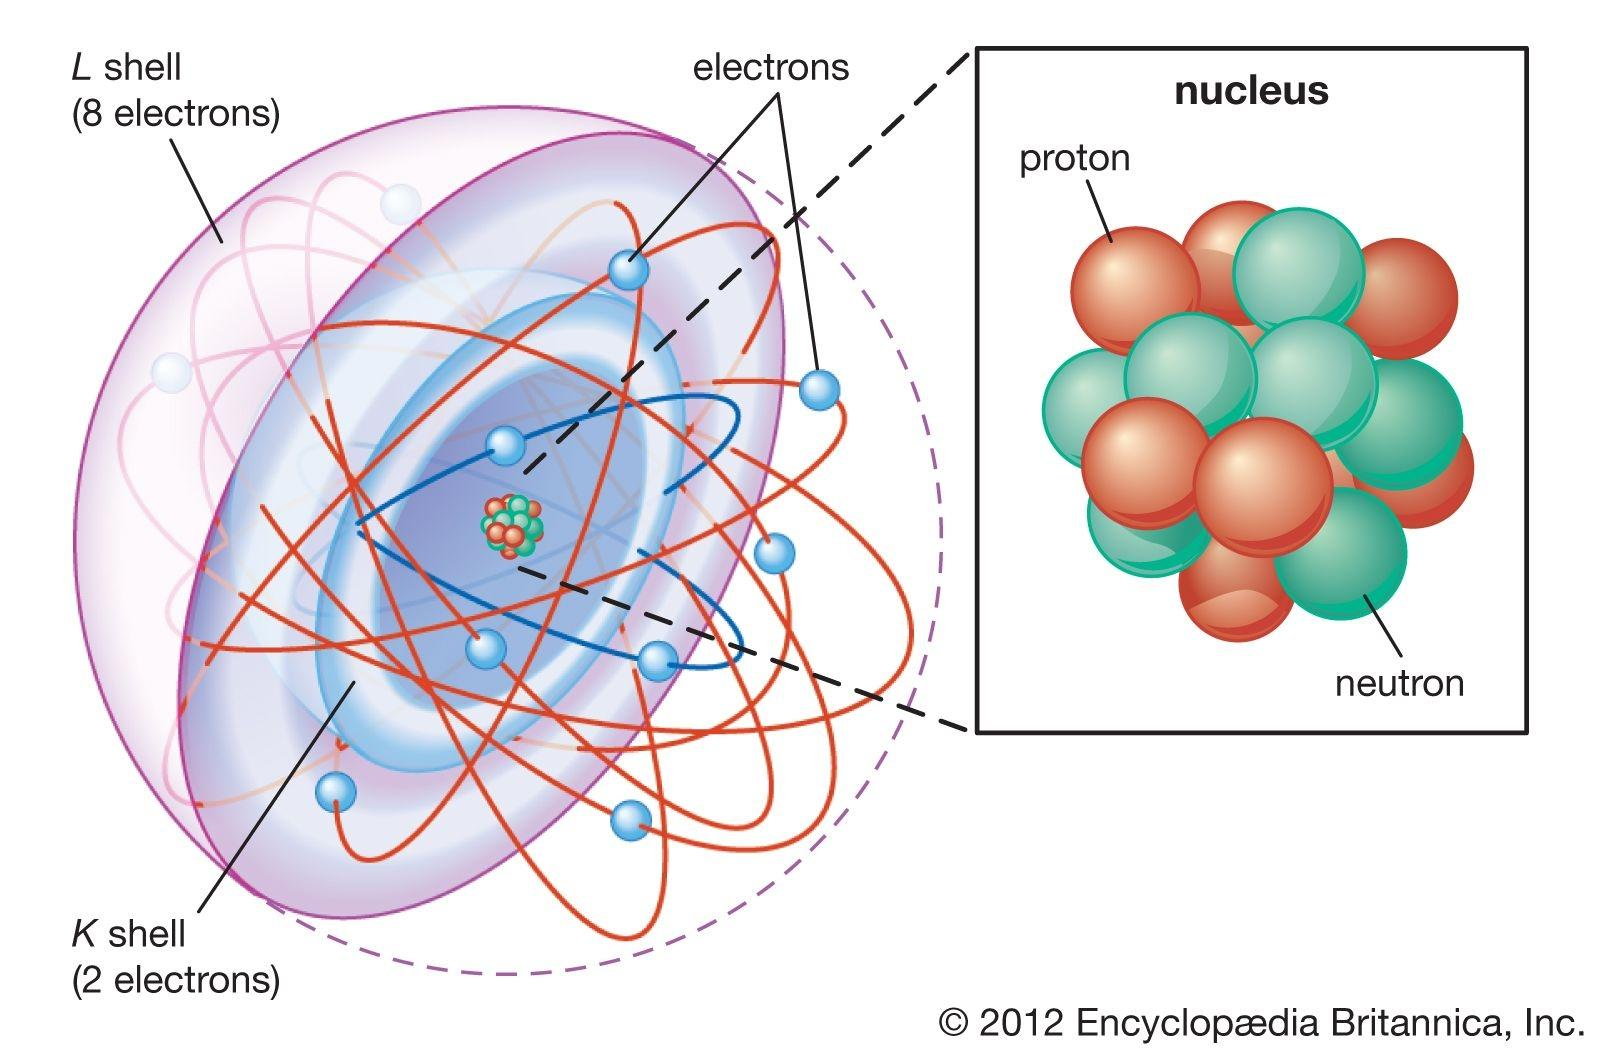 L shell
(8 electrons)
electrons
nucleus
proton
neutron
K shell
(2 electrons)
© 2012 Encyclopædia Britannica, Inc.